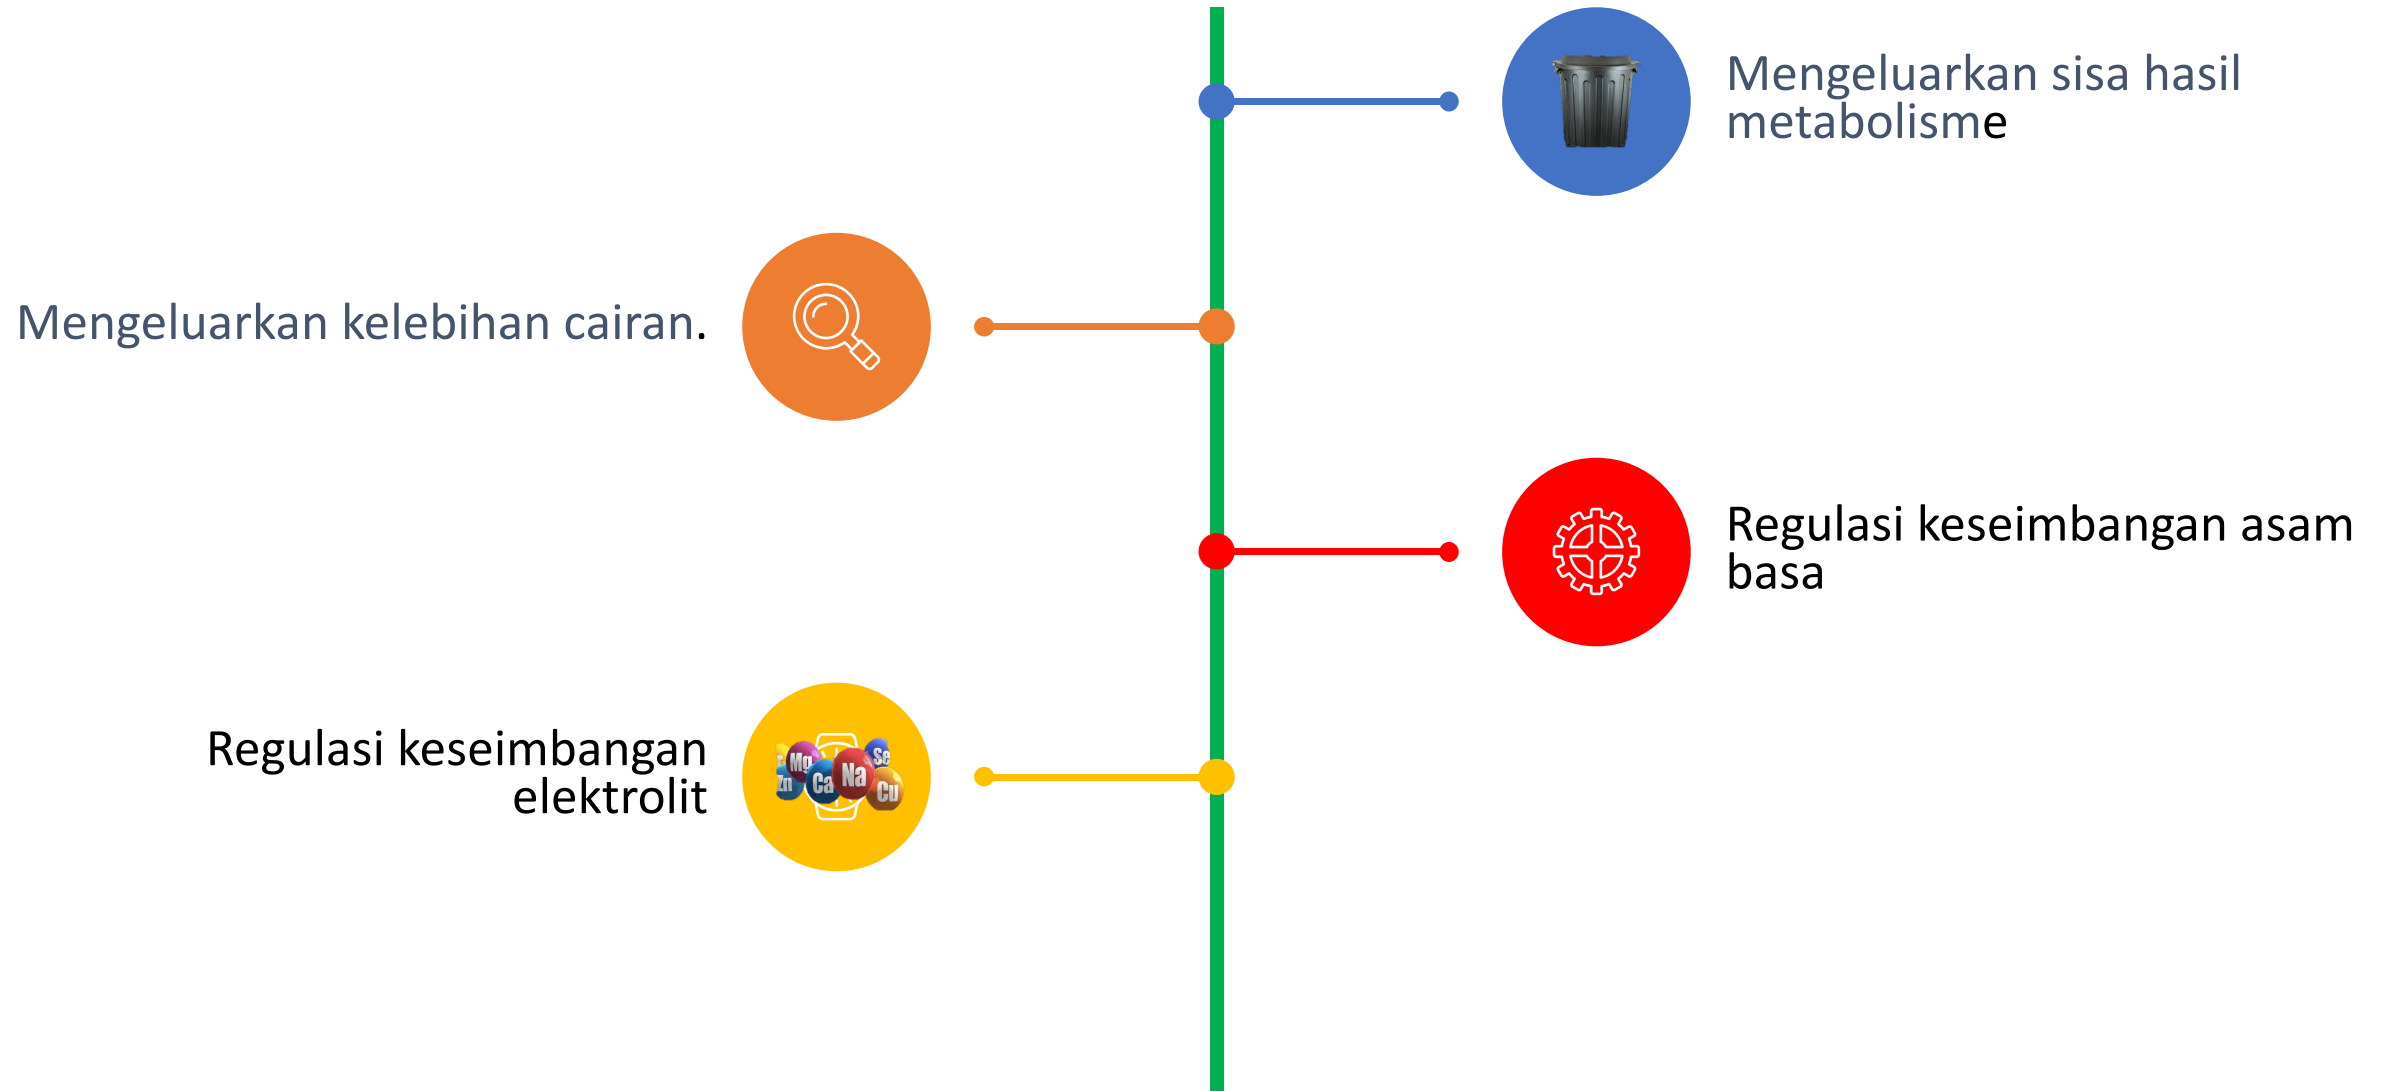 Mengeluarkan sisa hasil
metabolisme
Mengeluarkan kelebihan cairan.
Regulasi keseimbangan asam
basa
Regulasi keseimbangan
elektrolit
Mg
Se
Zn
Ca
Na
Cu